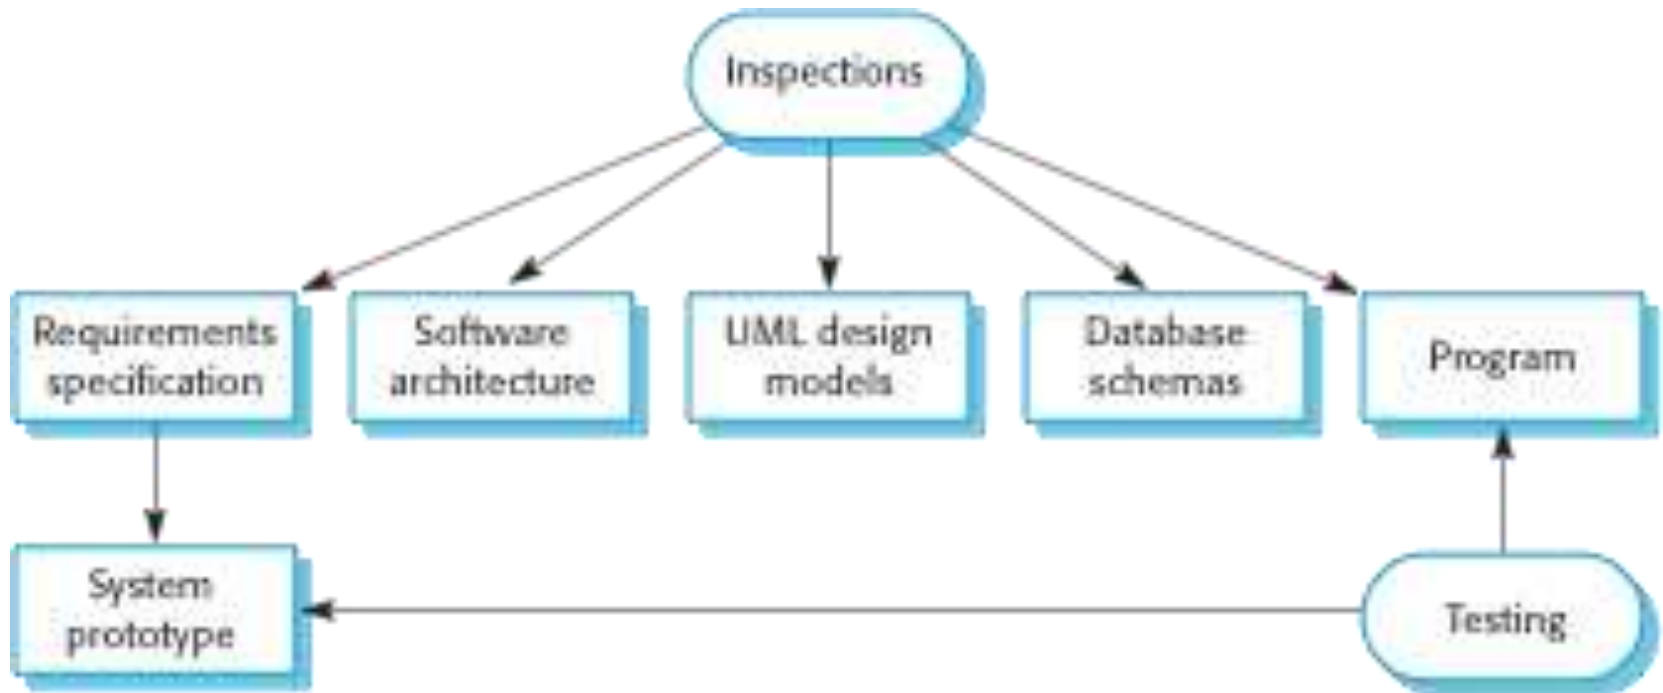 Inspections
Requirements
specification
Software
architecture
UML design
models
Database
schemas
Program
System
prototype
Testing